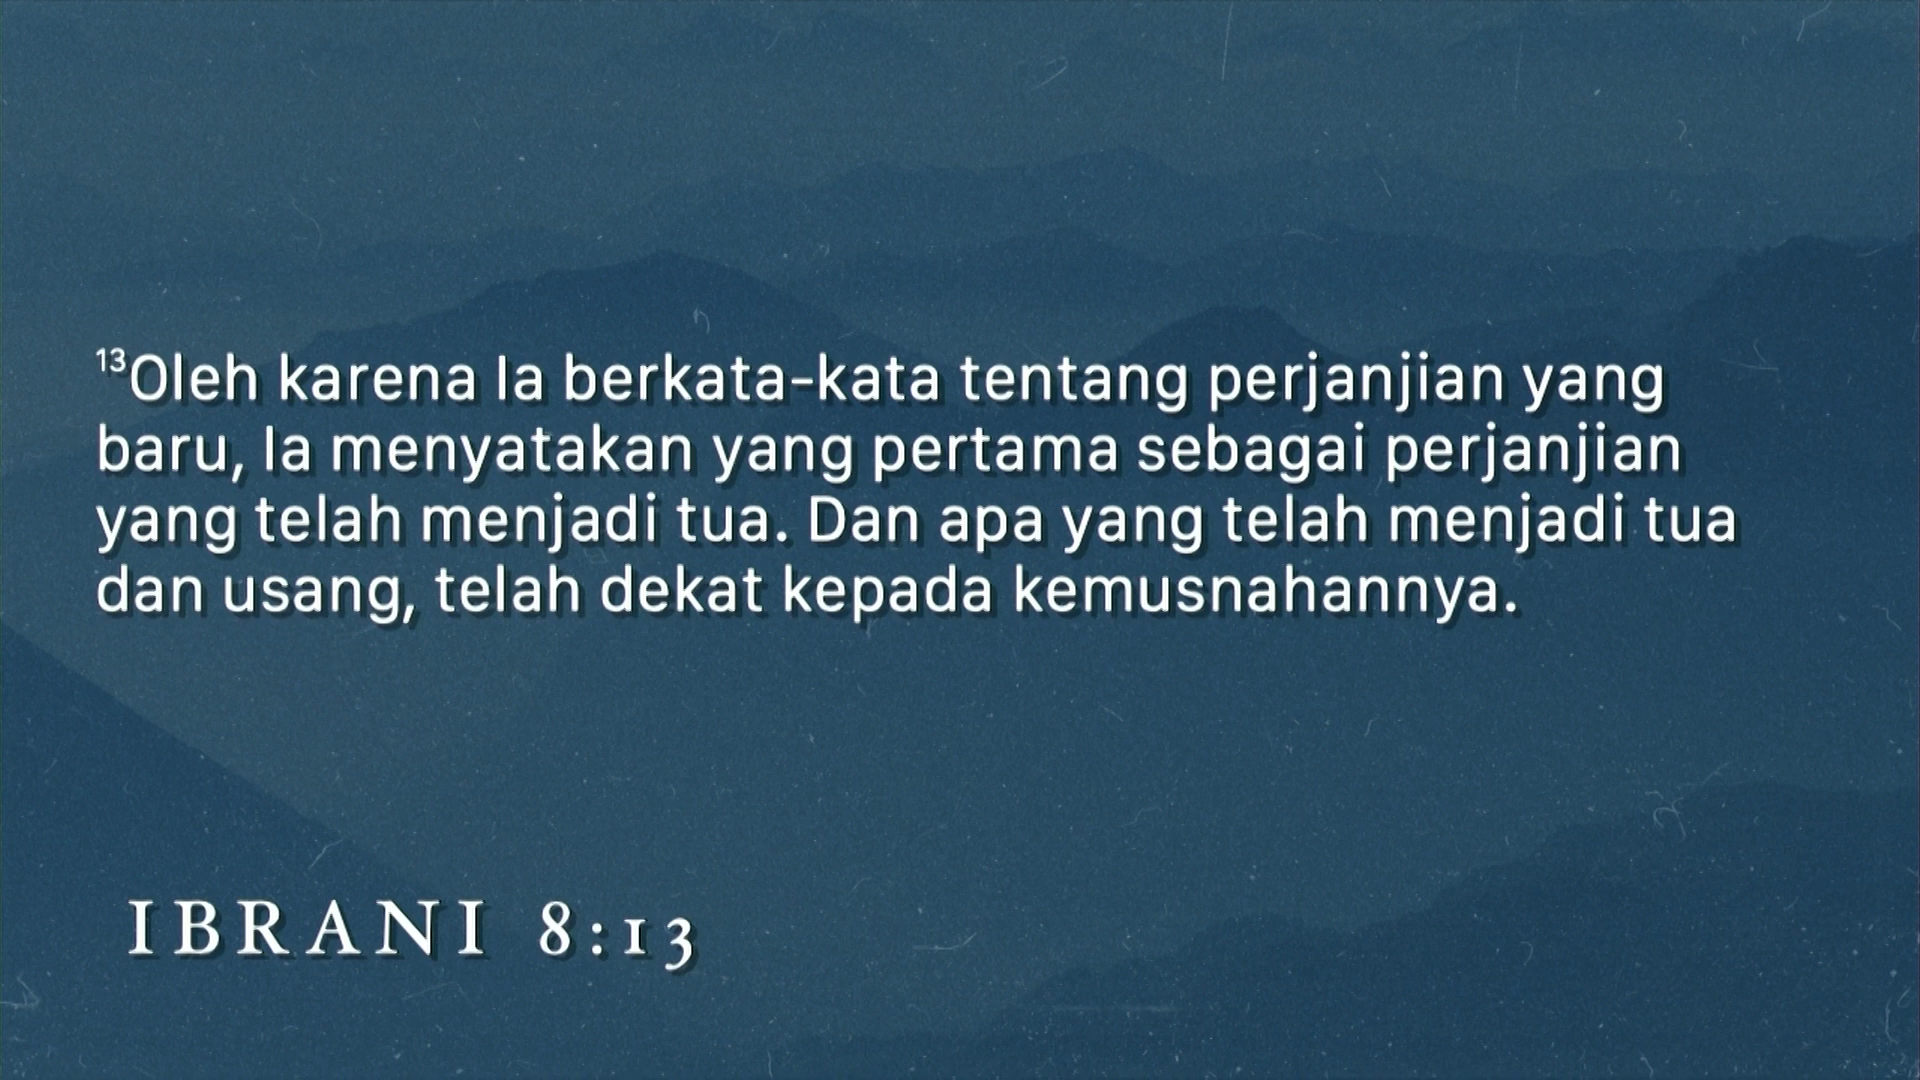 ¹³Oleh karena Ia berkata-kata tentang perjanjian yang
baru, Ia menyatakan yang pertama sebagai perjanjian
yang telah menjadi tua. Dan apa yang telah menjadi tua
dan usang, telah dekat kepada kemusnahannya.
IBRANI 8:13